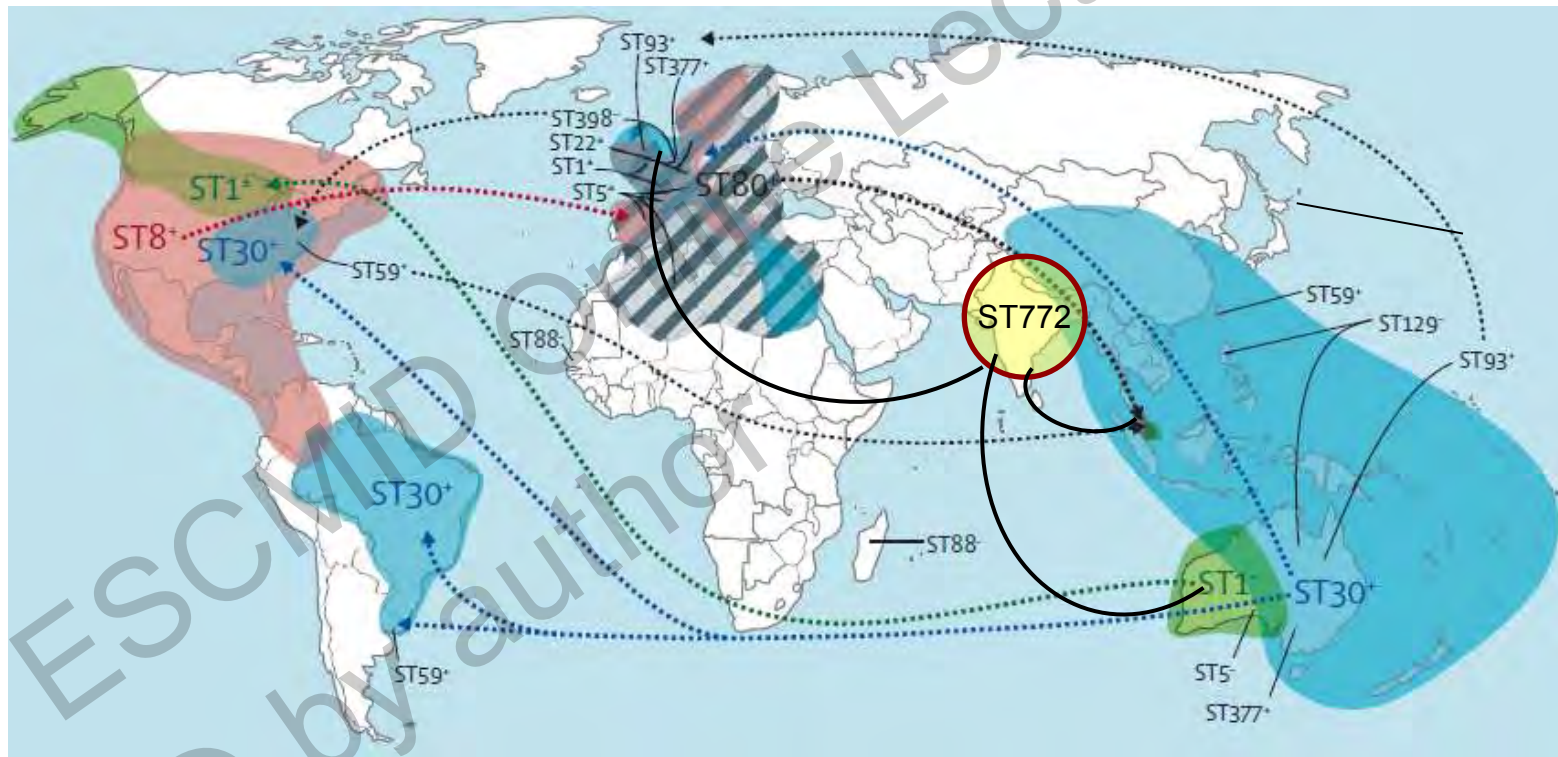 ST93⁺
ST377⁺
ST398
ST22⁺
ST1⁺
ST5⁺
ST80⁺
ST1±
ST8⁺
ST30⁺
ST59
ST88
ST772
ST59⁺
ST129⁻
ST93⁺
ST30⁺
ST88
ST1⁻
ST30⁺
ST59⁺
ST5⁻
ST377⁺
ESCMID Online Lectu
by author